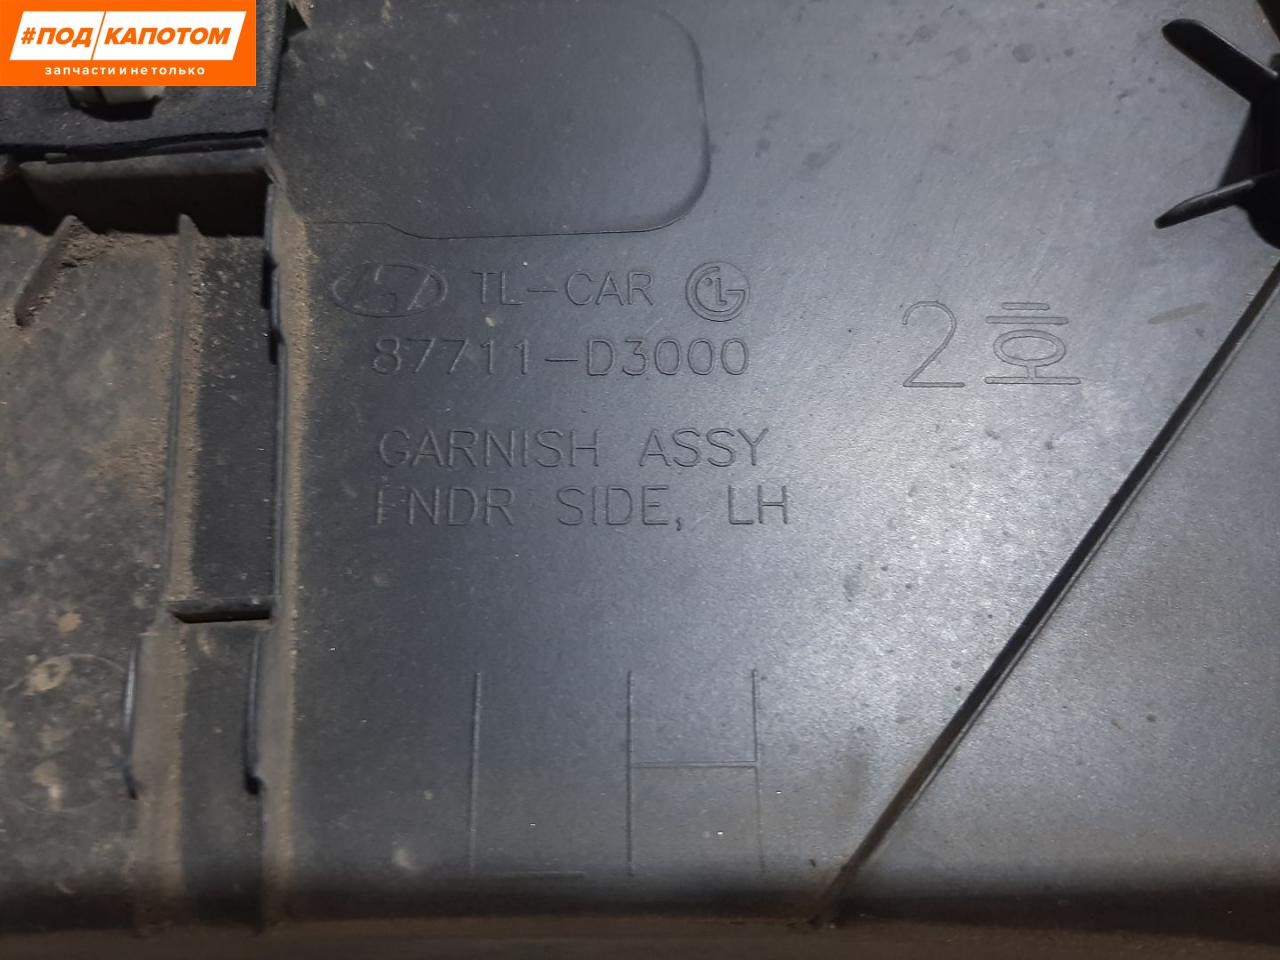 #ПОД КАПОТОМ
запчасти и не только
TL-CAR
87711-D3000
2호
GARNISH ASSY
FNDR SIDE, LH
LH